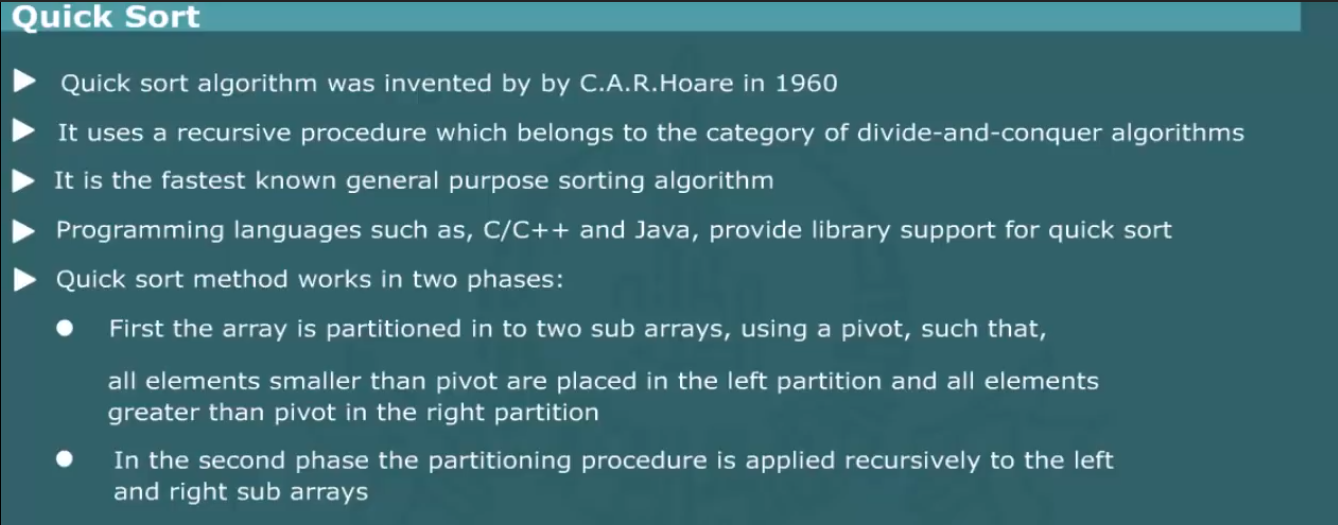 Quick Sort
Quick sort algorithm was invented by by C.A.R.Hoare in 1960
It uses a recursive procedure which belongs to the category of divide-and-conquer algorithms
It is the fastest known general purpose sorting algorithm
Programming languages such as, C/C++ and Java, provide library support for quick sort
Quick sort method works in two phases:
First the array is partitioned in to two sub arrays, using a pivot, such that,
all elements smaller than pivot are placed in the left partition and all elements
greater than pivot in the right partition
In the second phase the partitioning procedure is applied recursively to the left
and right sub arrays